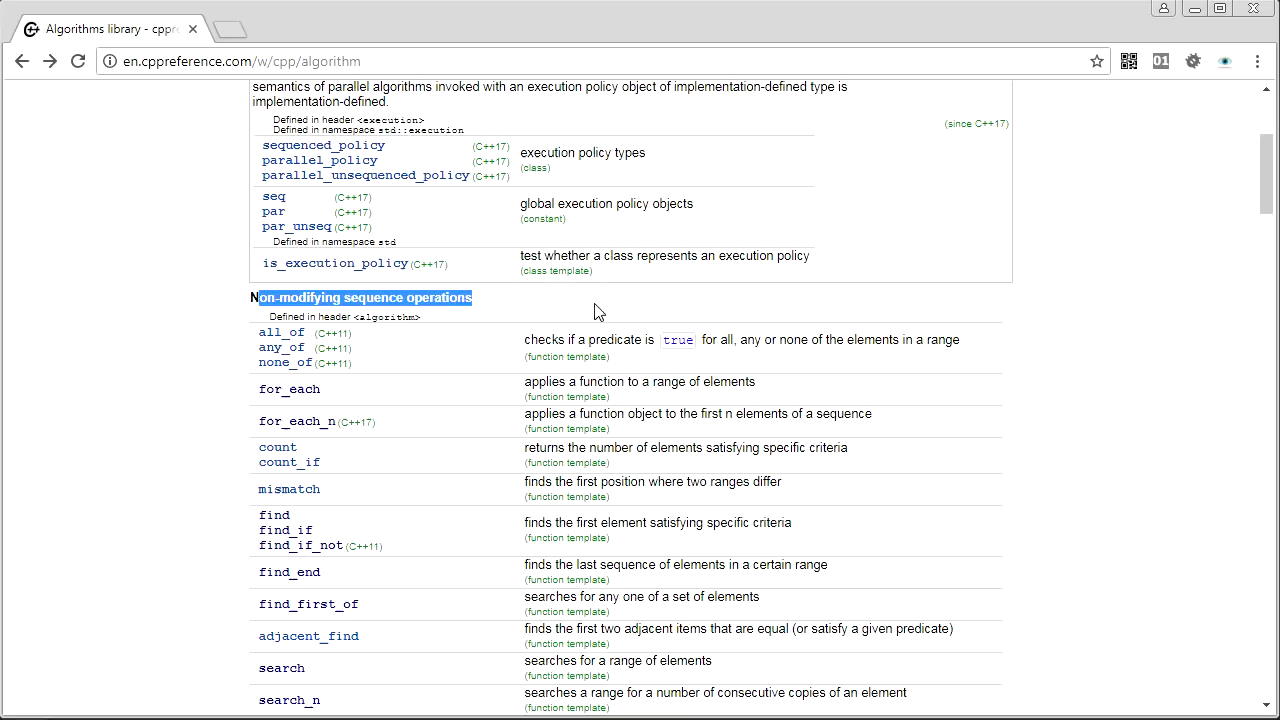 Algorithms library - cppre
en.cppreference.com/w/cpp/algorithm
01
semantics of parallel algorithms invoked with an execution policy object of implementation-defined type is
implementation-defined.
Defined in header <execution>
(since C++17)
Defined in namespace std::execution
sequenced_policy (C++17)
parallel_policy (C++17)
parallel_unsequenced_policy (C++17)
execution policy types
(class)
seq (C++17)
par (C++17)
par_unseq (C++17)
global execution policy objects
(constant)
Defined in namespace std
is_execution_policy (C++17)
test whether a class represents an execution policy
(class template)
Non-modifying sequence operations
Defined in header <algorithm>
all_of (C++11)
any_of (C++11)
none_of (C++11)
checks if a predicate is true for all, any or none of the elements in a range
(function template)
for_each
applies a function to a range of elements
(function template)
for_each_n (C++17)
applies a function object to the first n elements of a sequence
(function template)
count
count_if
returns the number of elements satisfying specific criteria
(function template)
mismatch
finds the first position where two ranges differ
(function template)
find
find_if
find_if_not (C++11)
finds the first element satisfying specific criteria
(function template)
find_end
finds the last sequence of elements in a certain range
(function template)
find_first_of
searches for any one of a set of elements
(function template)
adjacent_find
finds the first two adjacent items that are equal (or satisfy a given predicate)
(function template)
search
searches for a range of elements
(function template)
search_n
searches a range for a number of consecutive copies of an element
(function template)